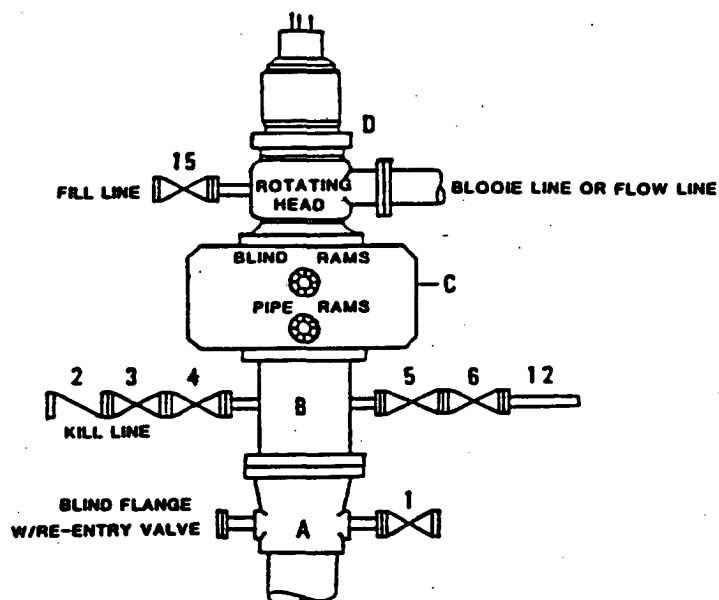 D
15
FILL LINE
ROTATING
HEAD
BLOOIE LINE OR FLOW LINE
BLIND RAMS
C
PIPE RAMS
2 3 4
5 6 12
B
KILL LINE
BLIND FLANGE
W/RE-ENTRY VALVE
A
1